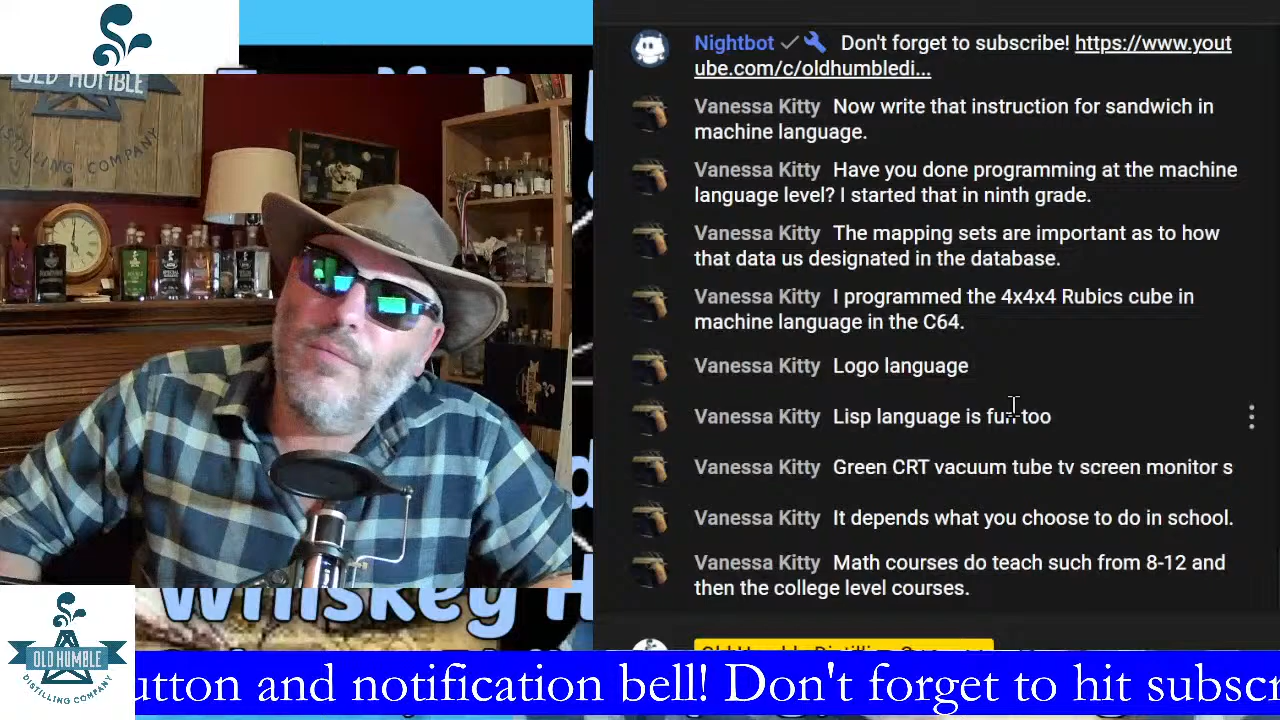 OLD HUMBLE
DISTILLING COMPANY
Nightbot Don't forget to subscribe! https://www.yout
ube.com/c/oldhumbledi...
Vanessa Kitty Now write that instruction for sandwich in
machine language.
Vanessa Kitty Have you done programming at the machine
language level? I started that in ninth grade.
Vanessa Kitty The mapping sets are important as to how
that data us designated in the database.
Vanessa Kitty I programmed the 4x4x4 Rubics cube in
machine language in the C64.
Vanessa Kitty Logo language
Vanessa Kitty Lisp language is fun too
Vanessa Kitty Green CRT vacuum tube tv screen monitor s
Vanessa Kitty It depends what you choose to do in school.
Vanessa Kitty Math courses do teach such from 8-12 and
then the college level courses.
Whiskey H
OLD HUMBLE
DISTILLING COMPANY
utton and notification bell! Don't forget to hit subscr